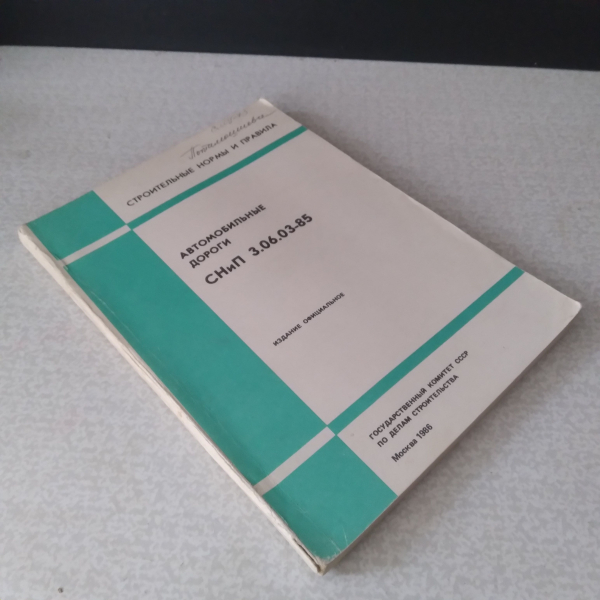 СТРОИТЕЛЬНЫЕ НОРМЫ И ПРАВИЛА
АВТОМОБИЛЬНЫЕ
ДОРОГИ
СНиП 3.06.03-85
ИЗДАНИЕ ОФИЦИАЛЬНОЕ
ГОСУДАРСТВЕННЫЙ КОМИТЕТ СССР
ПО ДЕЛАМ СТРОИТЕЛЬСТВА
Москва 1986